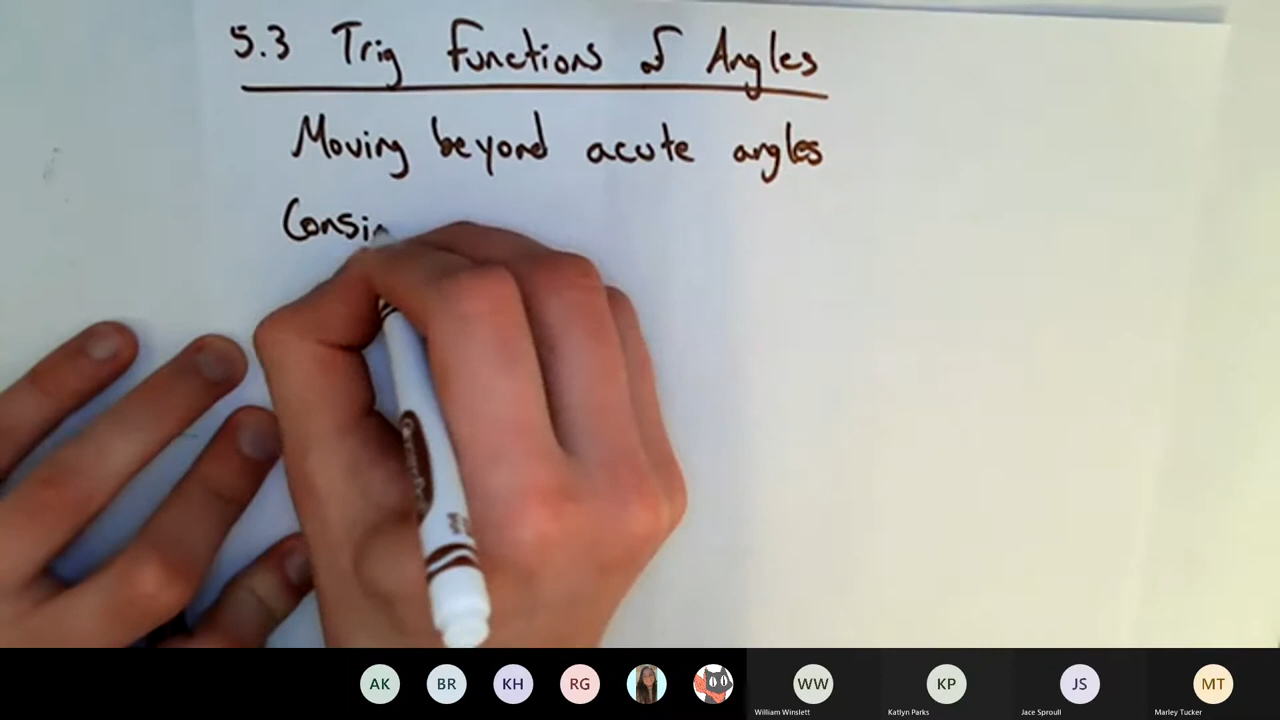 5.3 Trig Functions of Angles
Moving beyond acute angles
Consi
AK BR KH RG WW KP JS MT
William Winslett Katlyn Parks Jace Sproull Marley Tucker